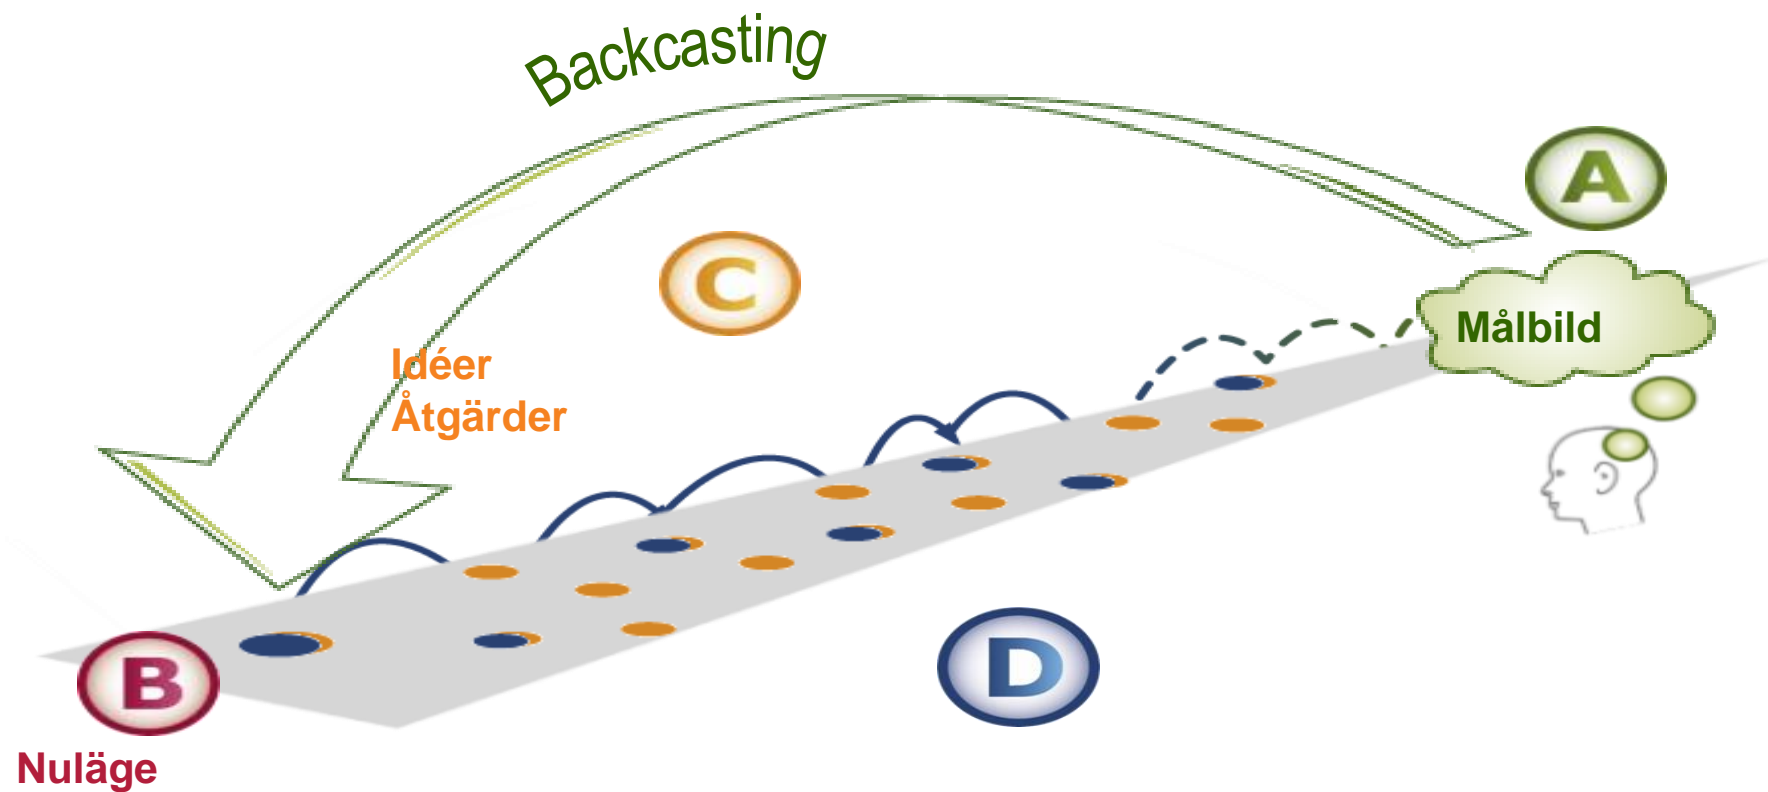 Backcasting
A
C
Målbild
Idéer
Åtgärder
B
D
Nuläge